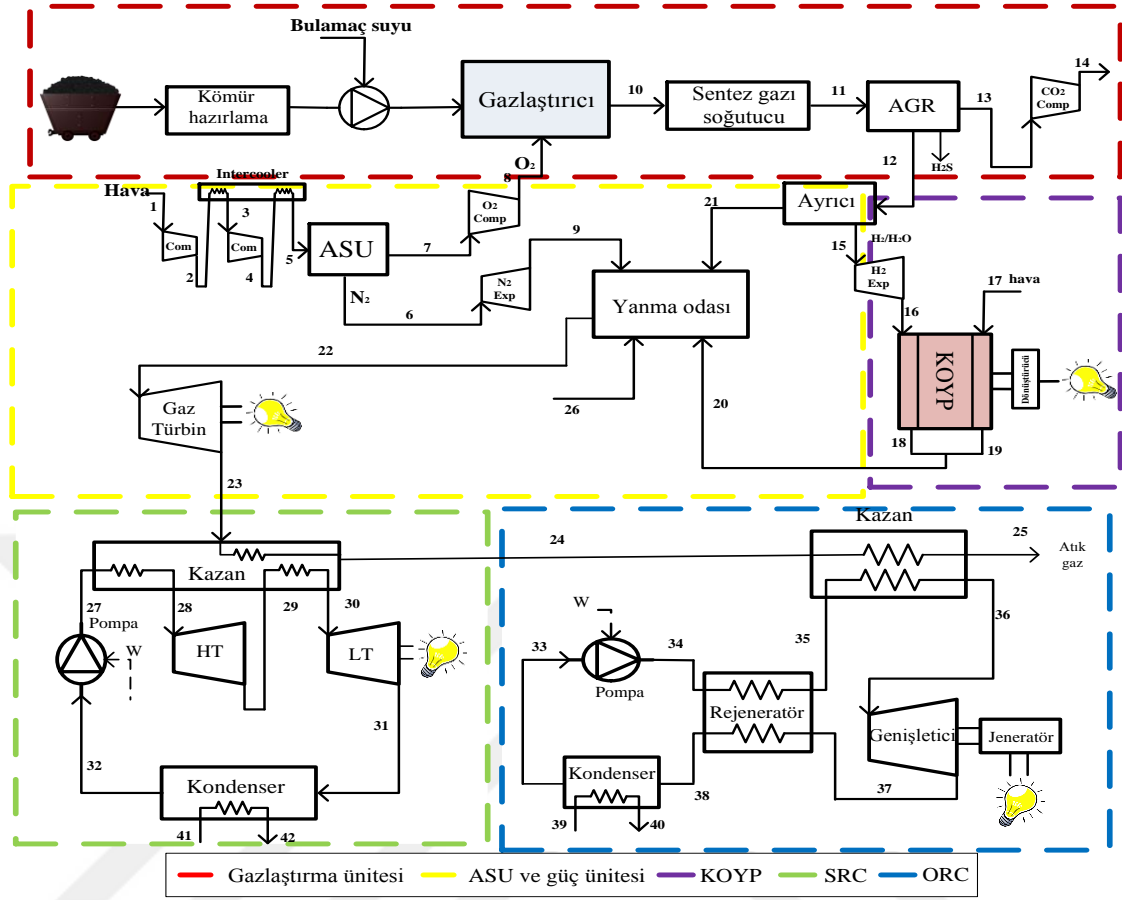 Bulamaç suyu
Kömür
hazırlama
Gazlaştırıcı
10
Sentez gazı
soğutucu
11
AGR
13
CO2
Comp
14
12
H2S
O2
8
Hava
1
Intercooler
Com
2
3
Com
4
5
ASU
7
O2
Comp
N2
6
N2
Exp
9
21
Ayrıcı
15
H2/H2O
H2
Exp
16
17
hava
KOYP
Dönüştürücü
18
19
Yanma odası
22
26
20
Gaz
Türbin
23
Kazan
24
25
Atık
gaz
Kazan
27
28
29
30
Pompa
W
HT
LT
31
32
Kondenser
41
42
W
33
34
Pompa
35
36
Rejeneratör
Genişletici
Jeneratör
37
38
Kondenser
39
40
Gazlaştırma ünitesi
ASU ve güç ünitesi
KOYP
SRC
ORC